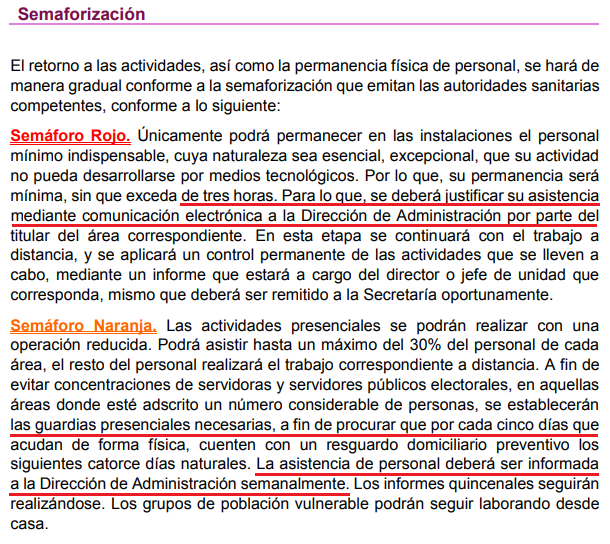 Semaforización
El retorno a las actividades, así como la permanencia física de personal, se hará de
manera gradual conforme a la semaforización que emitan las autoridades sanitarias
competentes, conforme a lo siguiente:
Semáforo Rojo. Únicamente podrá permanecer en las instalaciones el personal
mínimo indispensable, cuya naturaleza sea esencial, excepcional, que su actividad
no pueda desarrollarse por medios tecnológicos. Por lo que, su permanencia será
mínima, sin que exceda de tres horas. Para lo que, se deberá justificar su asistencia
mediante comunicación electrónica a la Dirección de Administración por parte del
titular del área correspondiente. En esta etapa se continuará con el trabajo a
distancia, y se aplicará un control permanente de las actividades que se lleven a
cabo, mediante un informe que estará a cargo del director o jefe de unidad que
corresponda, mismo que deberá ser remitido a la Secretaría oportunamente.
Semáforo Naranja. Las actividades presenciales se podrán realizar con una
operación reducida. Podrá asistir hasta un máximo del 30% del personal de cada
área, el resto del personal realizará el trabajo correspondiente a distancia. A fin de
evitar concentraciones de servidoras y servidores públicos electorales, en aquellas
áreas donde esté adscrito un número considerable de personas, se establecerán
las guardias presenciales necesarias, a fin de procurar que por cada cinco días que
acudan de forma física, cuenten con un resguardo domiciliario preventivo los
siguientes catorce días naturales. La asistencia de personal deberá ser informada
a la Dirección de Administración semanalmente. Los informes quincenales seguirán
realizándose. Los grupos de población vulnerable podrán seguir laborando desde
casa.